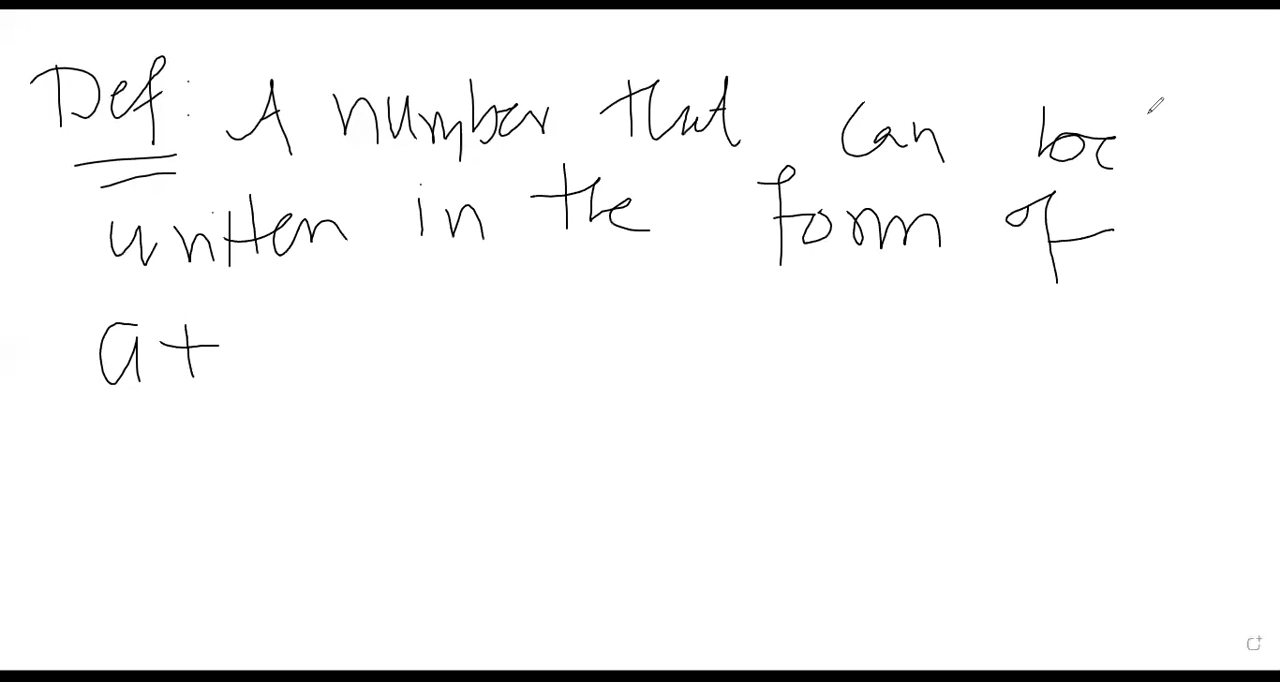 Def: A number that can be
written in the form of
a+